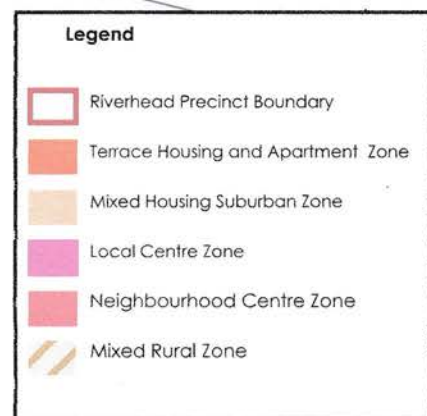 Legend
Riverhead Precinct Boundary
Terrace Housing and Apartment Zone
Mixed Housing Suburban Zone
Local Centre Zone
Neighbourhood Centre Zone
Mixed Rural Zone